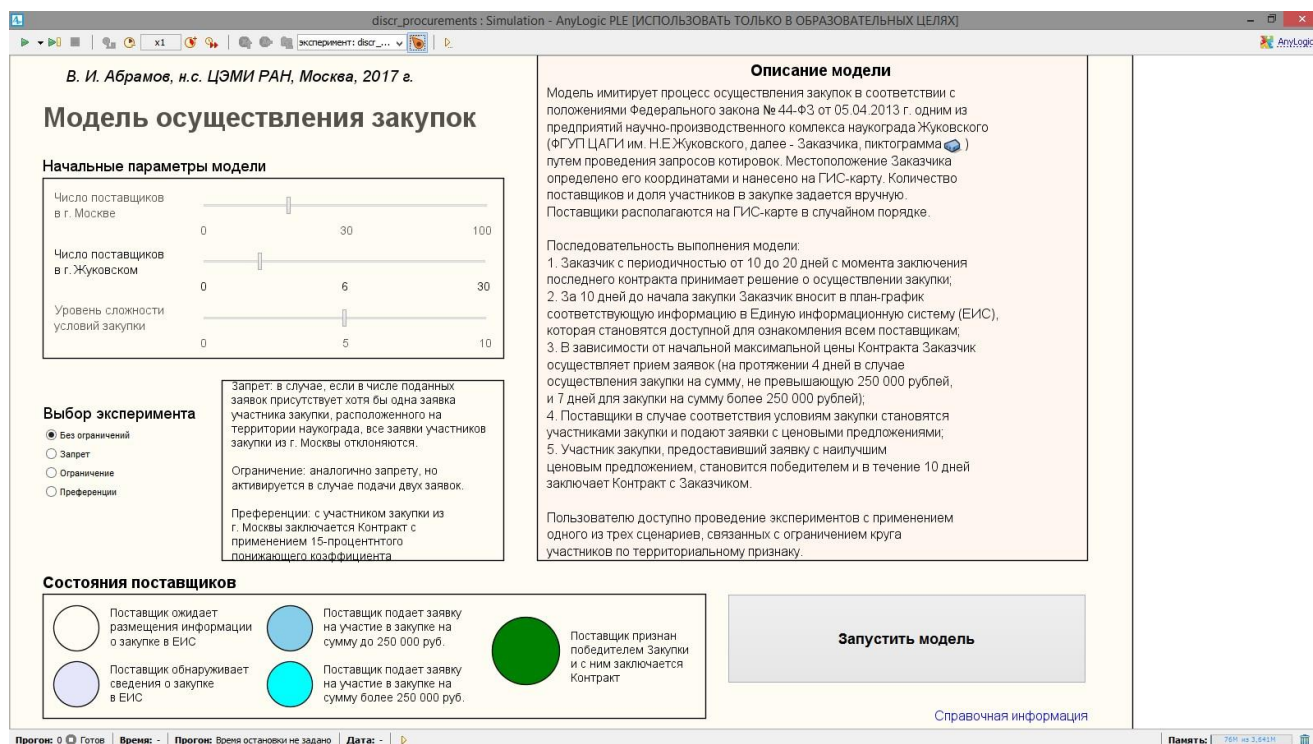 discr_procurements : Simulation - AnyLogic PLE [ИСПОЛЬЗОВАТЬ ТОЛЬКО В ОБРАЗОВАТЕЛЬНЫХ ЦЕЛЯХ]
x1
эксперимент: discr_...
AnyLogic
В. И. Абрамов, н.с. ЦЭМИ РАН, Москва, 2017 г.
Модель осуществления закупок
Начальные параметры модели
Число поставщиков
в г. Москве
0 30 100
Число поставщиков
в г. Жуковском
0 6 30
Уровень сложности
условий закупки
0 5 10
Выбор эксперимента
Без ограничений
Запрет
Ограничение
Преференции
Запрет: в случае, если в числе поданных
заявок присутствует хотя бы одна заявка
участника закупки, расположенного на
территории наукограда, все заявки участников
закупки из г. Москвы отклоняются.
Ограничение: аналогично запрету, но
активируется в случае подачи двух заявок.
Преференции: с участником закупки из
г. Москвы заключается Контракт с
применением 15-процентнтого
понижающего коэффициента
Описание модели
Модель имитирует процесс осуществления закупок в соответствии с
положениями Федерального закона № 44-ФЗ от 05.04.2013 г. одним из
предприятий научно-производственного комлекса наукограда Жуковского
(ФГУП ЦАГИ им. Н.Е.Жуковского, далее - Заказчика, пиктограмма )
путем проведения запросов котировок. Местоположение Заказчика
определено его координатами и нанесено на ГИС-карту. Количество
поставщиков и доля участников в закупке задается вручную.
Поставщики располагаются на ГИС-карте в случайном порядке.
Последовательность выполнения модели:
1. Заказчик с периодичностью от 10 до 20 дней с момента заключения
последнего контракта принимает решение о осуществлении закупки;
2. За 10 дней до начала закупки Заказчик вносит в план-график
соответствующую информацию в Единую информационную систему (ЕИС),
которая становятся доступной для ознакомления всем поставщикам;
3. В зависимости от начальной максимальной цены Контракта Заказчик
осуществляет прием заявок (на протяжении 4 дней в случае
осуществления закупки на сумму, не превышающую 250 000 рублей,
и 7 дней для закупки на сумму более 250 000 рублей);
4. Поставщики в случае соответствия условиям закупки становятся
участниками закупки и подают заявки с ценовыми предложениями;
5. Участник закупки, предоставивший заявку с наилучшим
ценовым предложением, становится победителем и в течение 10 дней
заключает Контракт с Заказчиком.
Пользователю доступно проведение экспериментов с применением
одного из трех сценариев, связанных с ограничением круга
участников по территориальному признаку.
Состояния поставщиков
Поставщик ожидает
размещения информации
о закупке в ЕИС
Поставщик обнаруживает
сведения о закупке
в ЕИС
Поставщик подает заявку
на участие в закупке на
сумму до 250 000 руб.
Поставщик подает заявку
на участие в закупке на
сумму более 250 000 руб.
Поставщик признан
победителем Закупки
и с ним заключается
Контракт
Запустить модель
Справочная информация
Прогон: 0 Готов Время: - Прогон: Время остановки не задано Дата: - Память: 76M из 3,641M